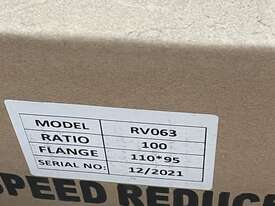 MODEL RV063
RATIO 100
FLANGE 110*95
SERIAL NO: 12/2021
SPEED REDUC